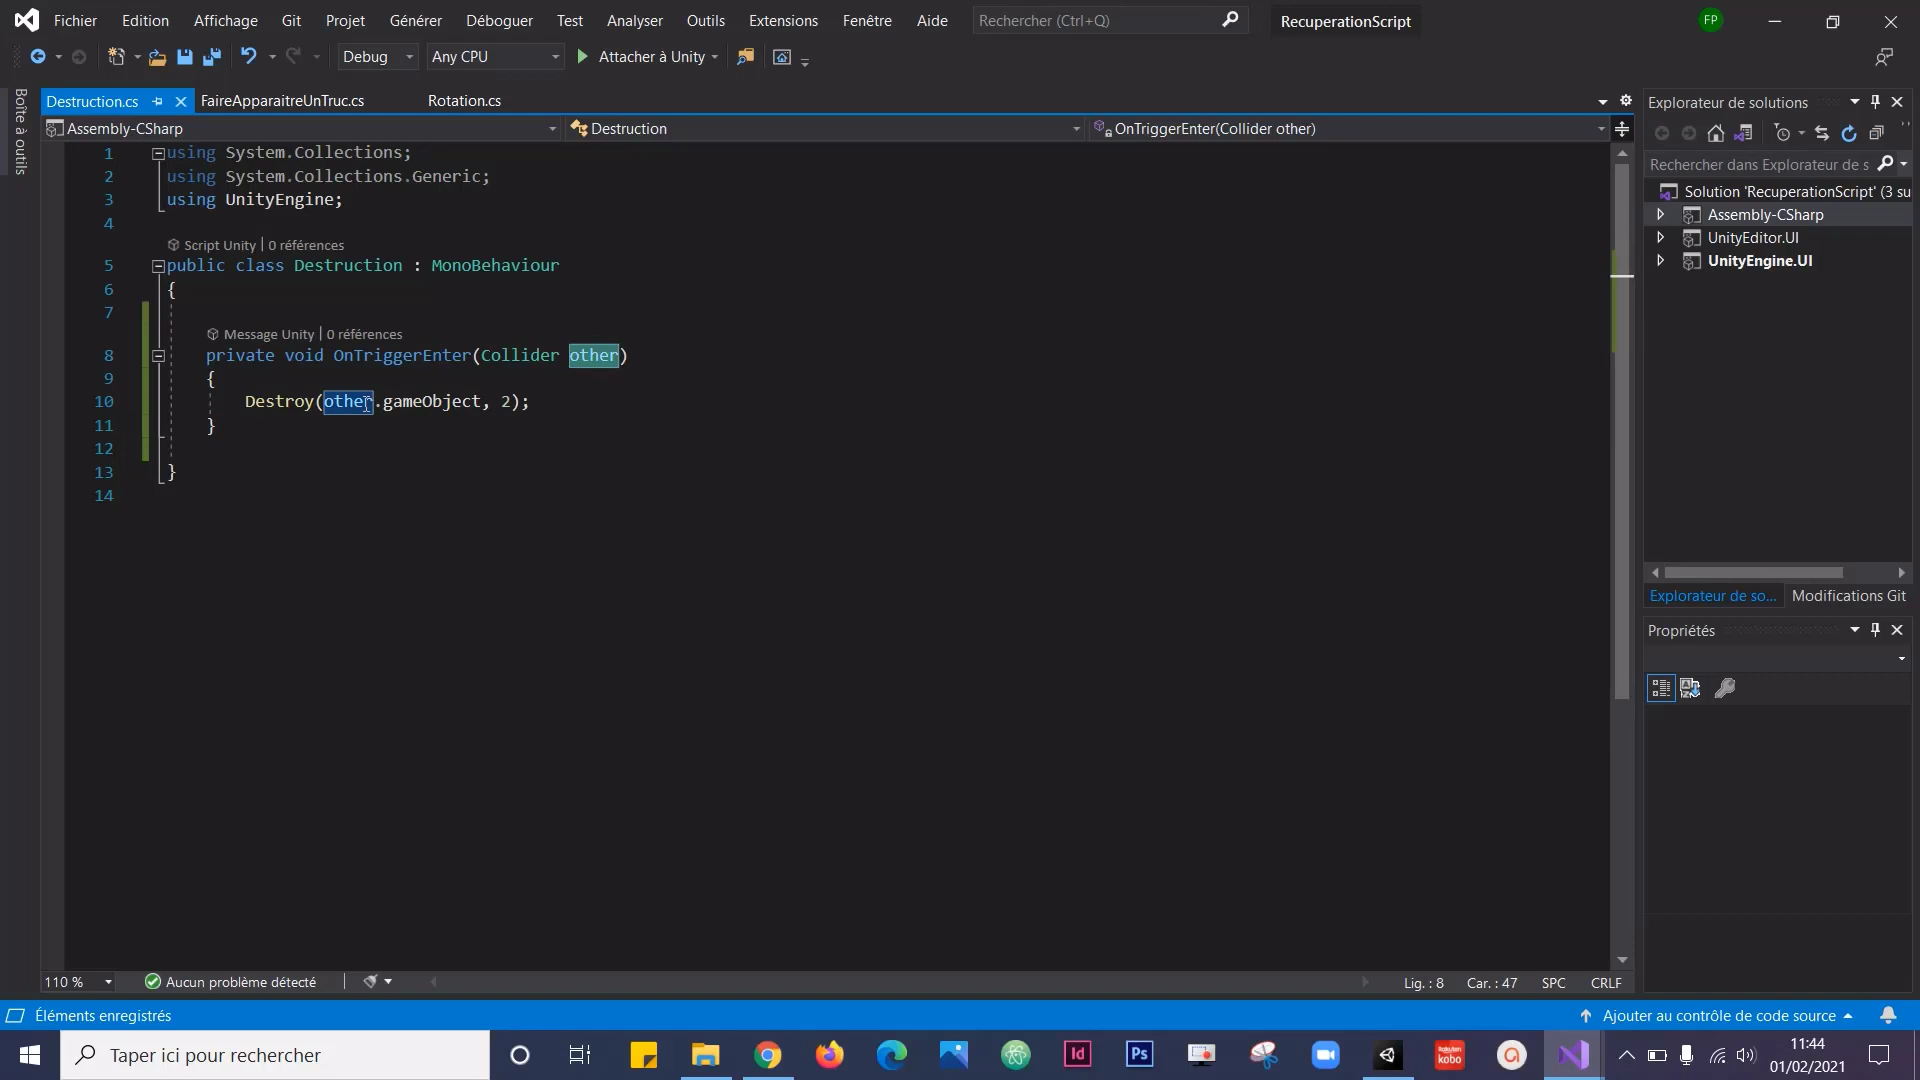 Fichier Edition Affichage Git Projet Générer Déboguer Test Analyser Outils Extensions Fenêtre Aide Rechercher (Ctrl+Q) RecuperationScript FP
Debug Any CPU Attacher à Unity
Boîte à outils
Destruction.cs FaireApparaitreUnTruc.cs Rotation.cs
Assembly-CSharp Destruction OnTriggerEnter(Collider other)
1 using System.Collections;
2 using System.Collections.Generic;
3 using UnityEngine;
4
Script Unity | 0 références
5 public class Destruction : MonoBehaviour
6 {
7
Message Unity | 0 références
8 private void OnTriggerEnter(Collider other)
9 {
10 Destroy(other.gameObject, 2);
11 }
12
13 }
14
110 % Aucun problème détecté Lig. : 8 Car. : 47 SPC CRLF
Explorateur de solutions
Rechercher dans Explorateur de s
Solution 'RecuperationScript' (3 su
Assembly-CSharp
UnityEditor.UI
UnityEngine.UI
Explorateur de so... Modifications Git
Propriétés
Éléments enregistrés Ajouter au contrôle de code source
Taper ici pour rechercher
Id Ps Rakuten kobo
11:44
01/02/2021